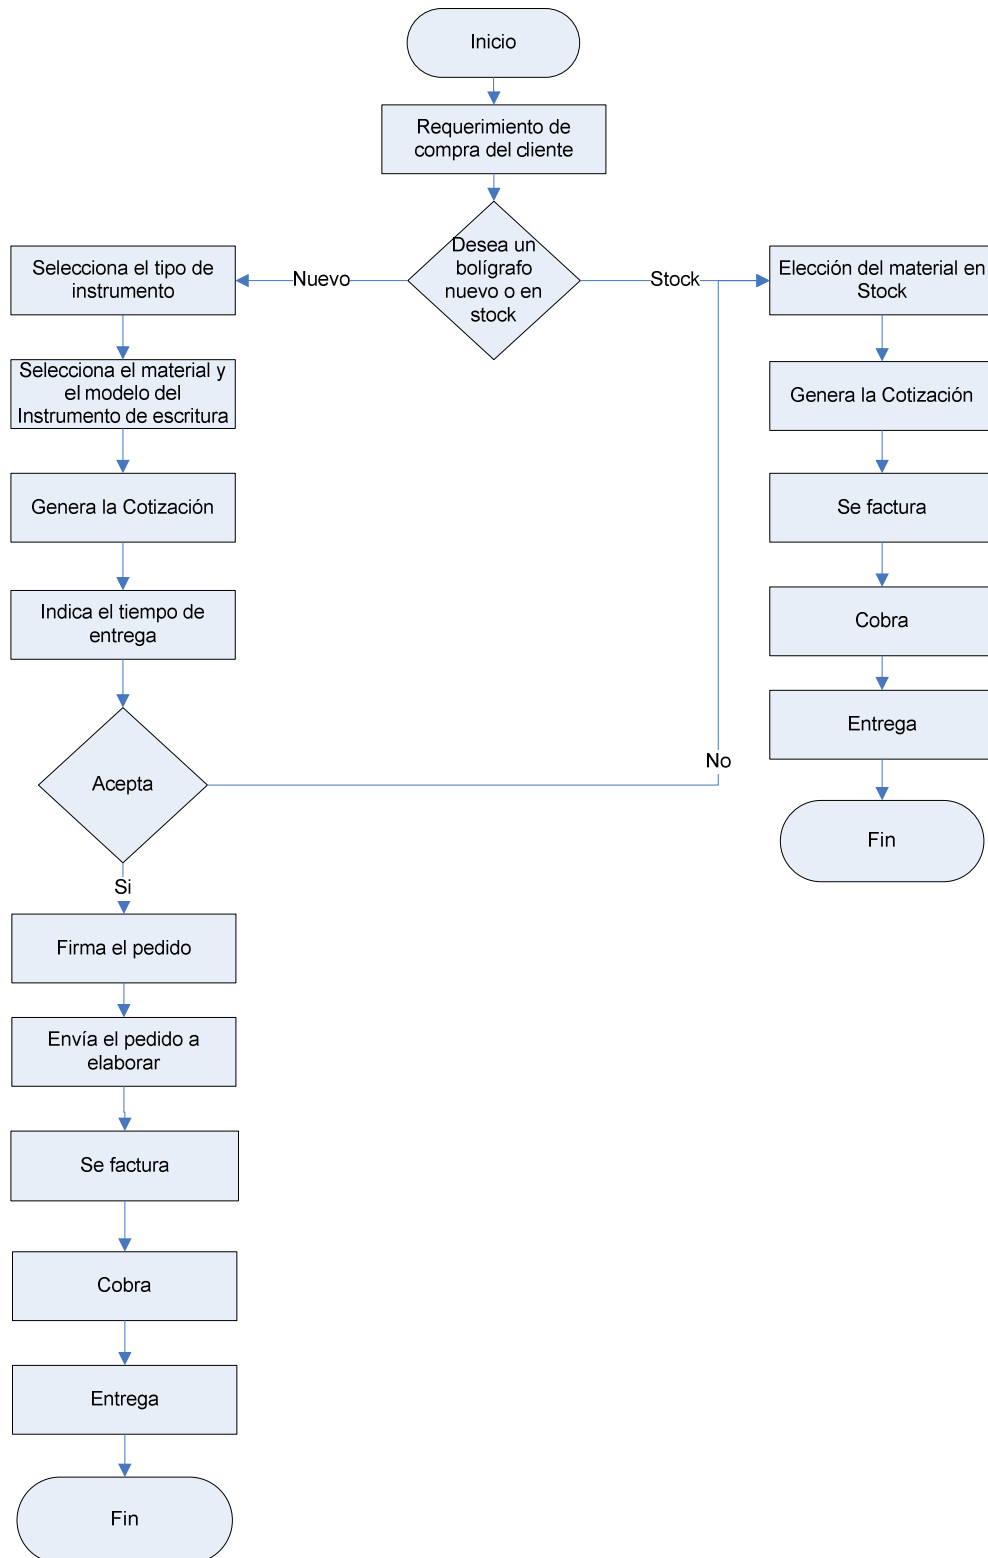 Inicio
Requerimiento de
compra del cliente
Desea un
bolígrafo
nuevo o en
stock
Nuevo
Stock
Selecciona el tipo de
instrumento
Selecciona el material y
el modelo del
Instrumento de escritura
Genera la Cotización
Indica el tiempo de
entrega
Acepta
No
Si
Firma el pedido
Envía el pedido a
elaborar
Se factura
Cobra
Entrega
Fin
Elección del material en
Stock
Genera la Cotización
Se factura
Cobra
Entrega
Fin